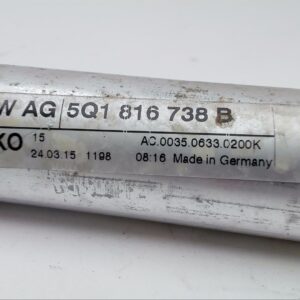 W AG 5Q1 816 738 B
KO 15 AC.0035.0633.0200K
24.03.15 1198 08:16 Made in Germany